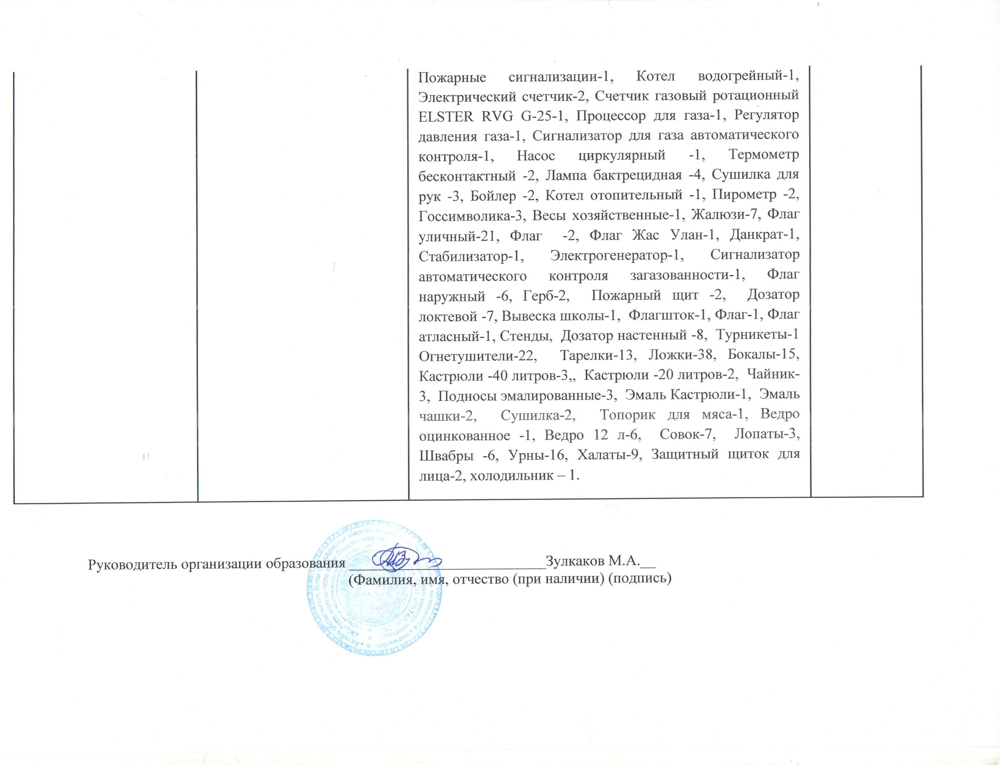 Пожарные сигнализации-1, Котел водогрейный-1,
Электрический счетчик-2, Счетчик газовый ротационный
ELSTER RVG G-25-1, Процессор для газа-1, Регулятор
давления газа-1, Сигнализатор для газа автоматического
контроля-1, Насос циркулярный -1, Термометр
бесконтактный -2, Лампа бактрецидная -4, Сушилка для
рук -3, Бойлер -2, Котел отопительный -1, Пирометр -2,
Госсимволика-3, Весы хозяйственные-1, Жалюзи-7, Флаг
уличный-21, Флаг -2, Флаг Жас Улан-1, Данкрат-1,
Стабилизатор-1, Электрогенератор-1, Сигнализатор
автоматического контроля загазованности-1, Флаг
наружный -6, Герб-2, Пожарный щит -2, Дозатор
локтевой -7, Вывеска школы-1, Флагшток-1, Флаг-1, Флаг
атласный-1, Стенды, Дозатор настенный -8, Турникеты-1
Огнетушители-22, Тарелки-13, Ложки-38, Бокалы-15,
Кастрюли -40 литров-3,, Кастрюли -20 литров-2, Чайник-
3, Подносы эмалированные-3, Эмаль Кастрюли-1, Эмаль
чашки-2, Сушилка-2, Топорик для мяса-1, Ведро
оцинкованное -1, Ведро 12 л-6, Совок-7, Лопаты-3,
Швабры -6, Урны-16, Халаты-9, Защитный щиток для
лица-2, холодильник – 1.
Руководитель организации образования __________________________Зулкаков М.А.__
(Фамилия, имя, отчество (при наличии) (подпись)